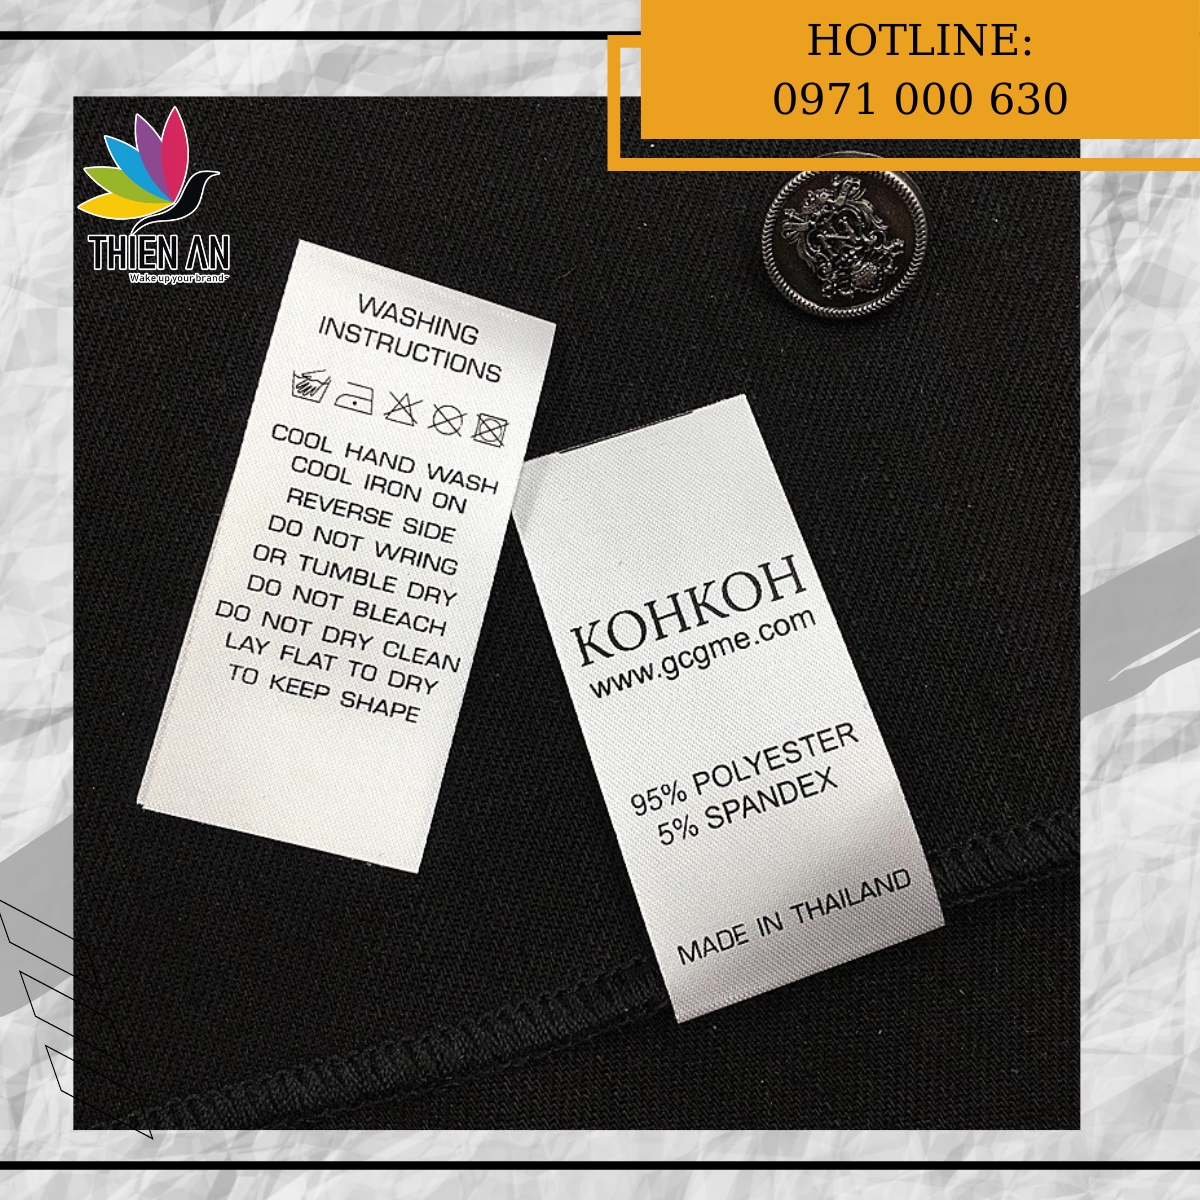 HOTLINE:
0971 000 630
THIEN AN
Wake up your brand
WASHING
INSTRUCTIONS
COOL HAND WASH
COOL IRON ON
REVERSE SIDE
DO NOT WRING
OR TUMBLE DRY
DO NOT BLEACH
DO NOT DRY CLEAN
LAY FLAT TO DRY
TO KEEP SHAPE
KOHKOH
www.gcgme.com
95% POLYESTER
5% SPANDEX
MADE IN THAILAND